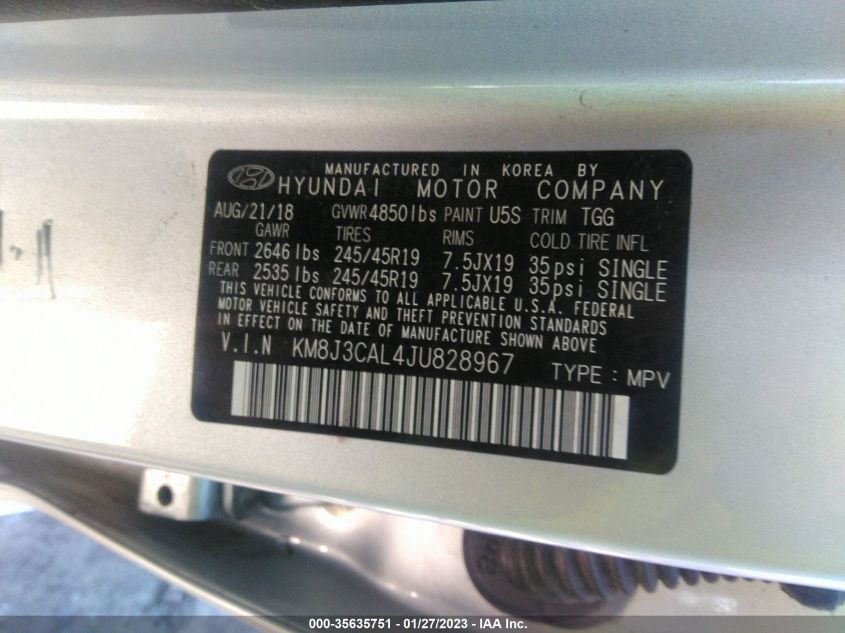 MANUFACTURED IN KOREA BY
HYUNDAI MOTOR COMPANY
AUG/21/18 GVWR 4850lbs PAINT U5S TRIM TGG
GAWR TIRES RIMS COLD TIRE INFL
FRONT 2646 lbs 245/45R19 7.5JX19 35psi SINGLE
REAR 2535 lbs 245/45R19 7.5JX19 35psi SINGLE
THIS VEHICLE CONFORMS TO ALL APPLICABLE U.S.A. FEDERAL
MOTOR VEHICLE SAFETY AND THEFT PREVENTION STANDARDS
IN EFFECT ON THE DATE OF MANUFACTURE SHOWN ABOVE
V.I.N KM8J3CAL4JU828967 TYPE : MPV
000-35635751 / 01/27/2023 - IAA Inc.